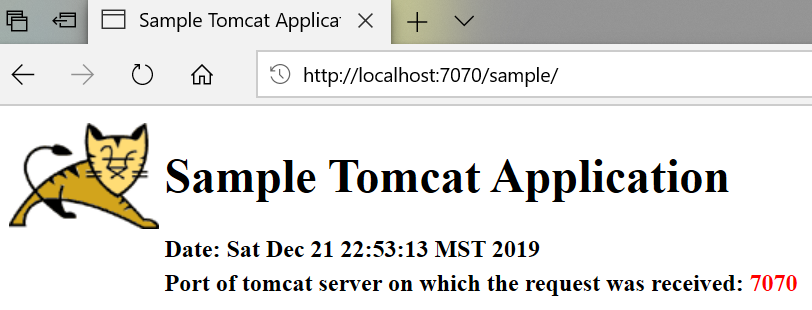 Sample Tomcat Applica
http://localhost:7070/sample/
Sample Tomcat Application
Date: Sat Dec 21 22:53:13 MST 2019
Port of tomcat server on which the request was received: 7070